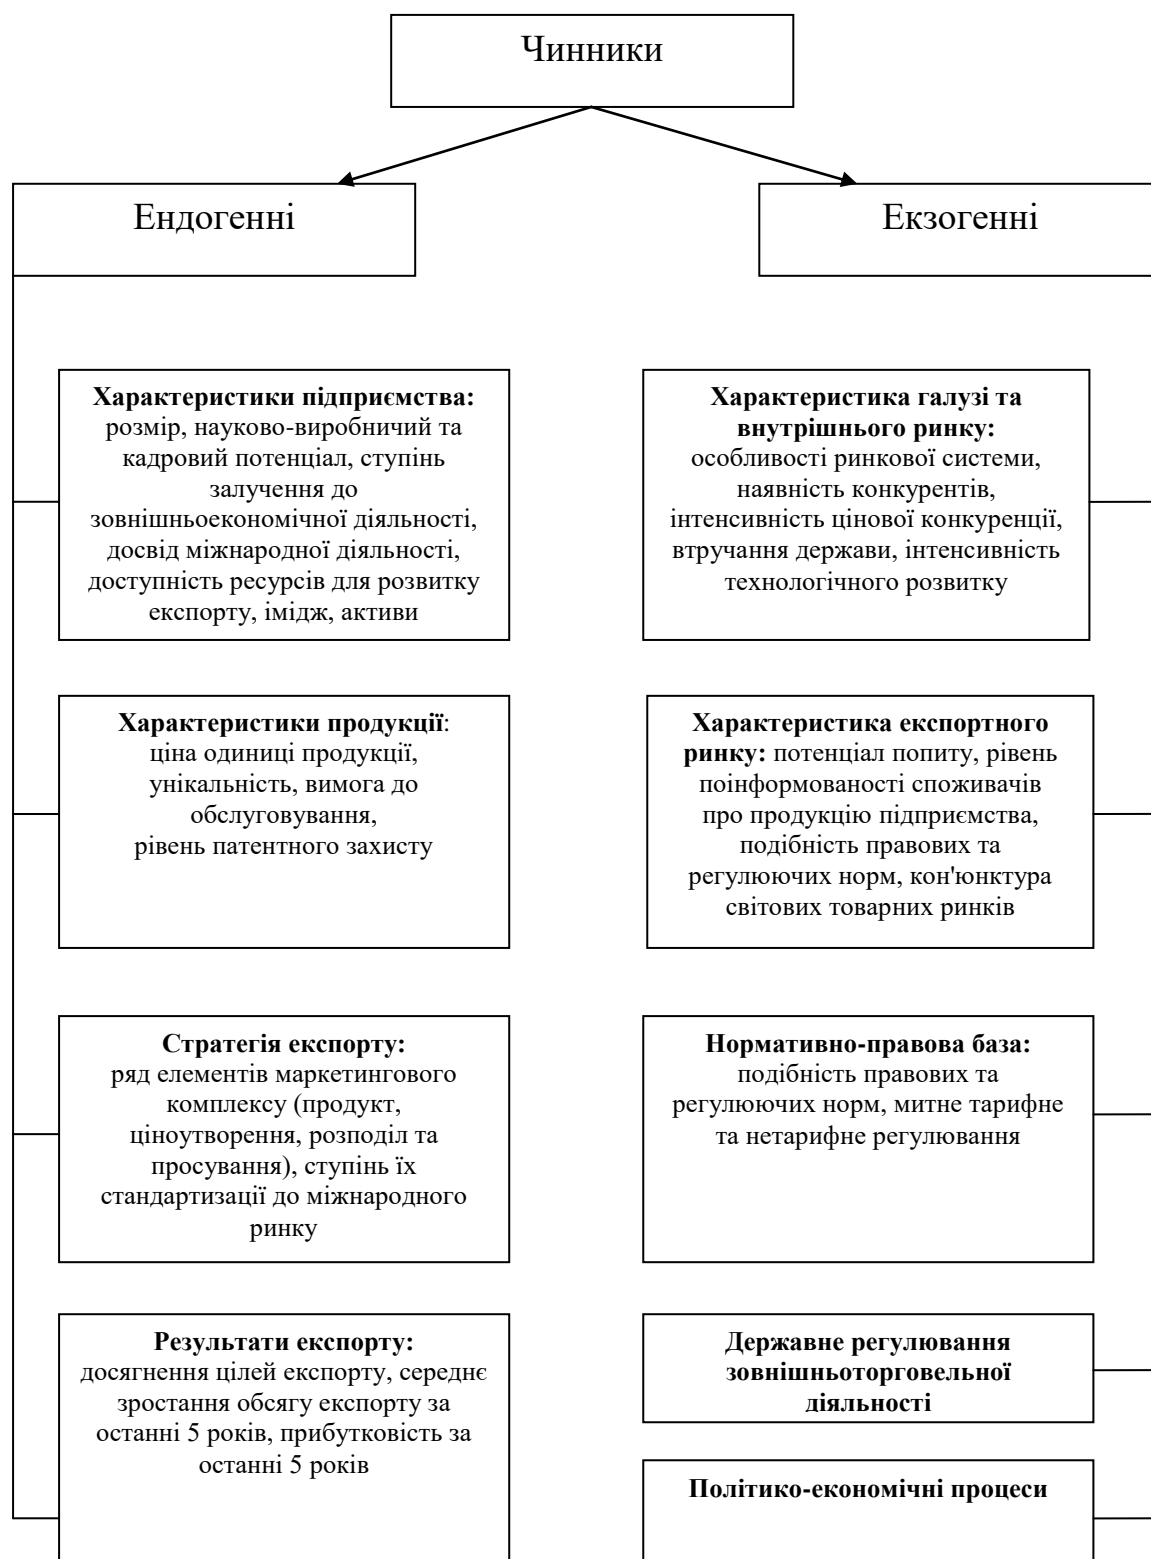 Чинники
Ендогенні
Екзогенні
Характеристики підприємства:
розмір, науково-виробничий та
кадровий потенціал, ступінь
залучення до
зовнішньоекономічної діяльності,
досвід міжнародної діяльності,
доступність ресурсів для розвитку
експорту, імідж, активи
Характеристика галузі та
внутрішнього ринку:
особливості ринкової системи,
наявність конкурентів,
інтенсивність цінової конкуренції,
втручання держави, інтенсивність
технологічного розвитку
Характеристики продукції:
ціна одиниці продукції,
унікальність, вимога до
обслуговування,
рівень патентного захисту
Характеристика експортного
ринку: потенціал попиту, рівень
поінформованості споживачів
про продукцію підприємства,
подібність правових та
регулюючих норм, кон'юнктура
світових товарних ринків
Стратегія експорту:
ряд елементів маркетингового
комплексу (продукт,
ціноутворення, розподіл та
просування), ступінь їх
стандартизації до міжнародного
ринку
Нормативно-правова база:
подібність правових та
регулюючих норм, митне тарифне
та нетарифне регулювання
Результати експорту:
досягнення цілей експорту, середнє
зростання обсягу експорту за
останні 5 років, прибутковість за
останні 5 років
Державне регулювання
зовнішньоторговельної
діяльності
Політико-економічні процеси